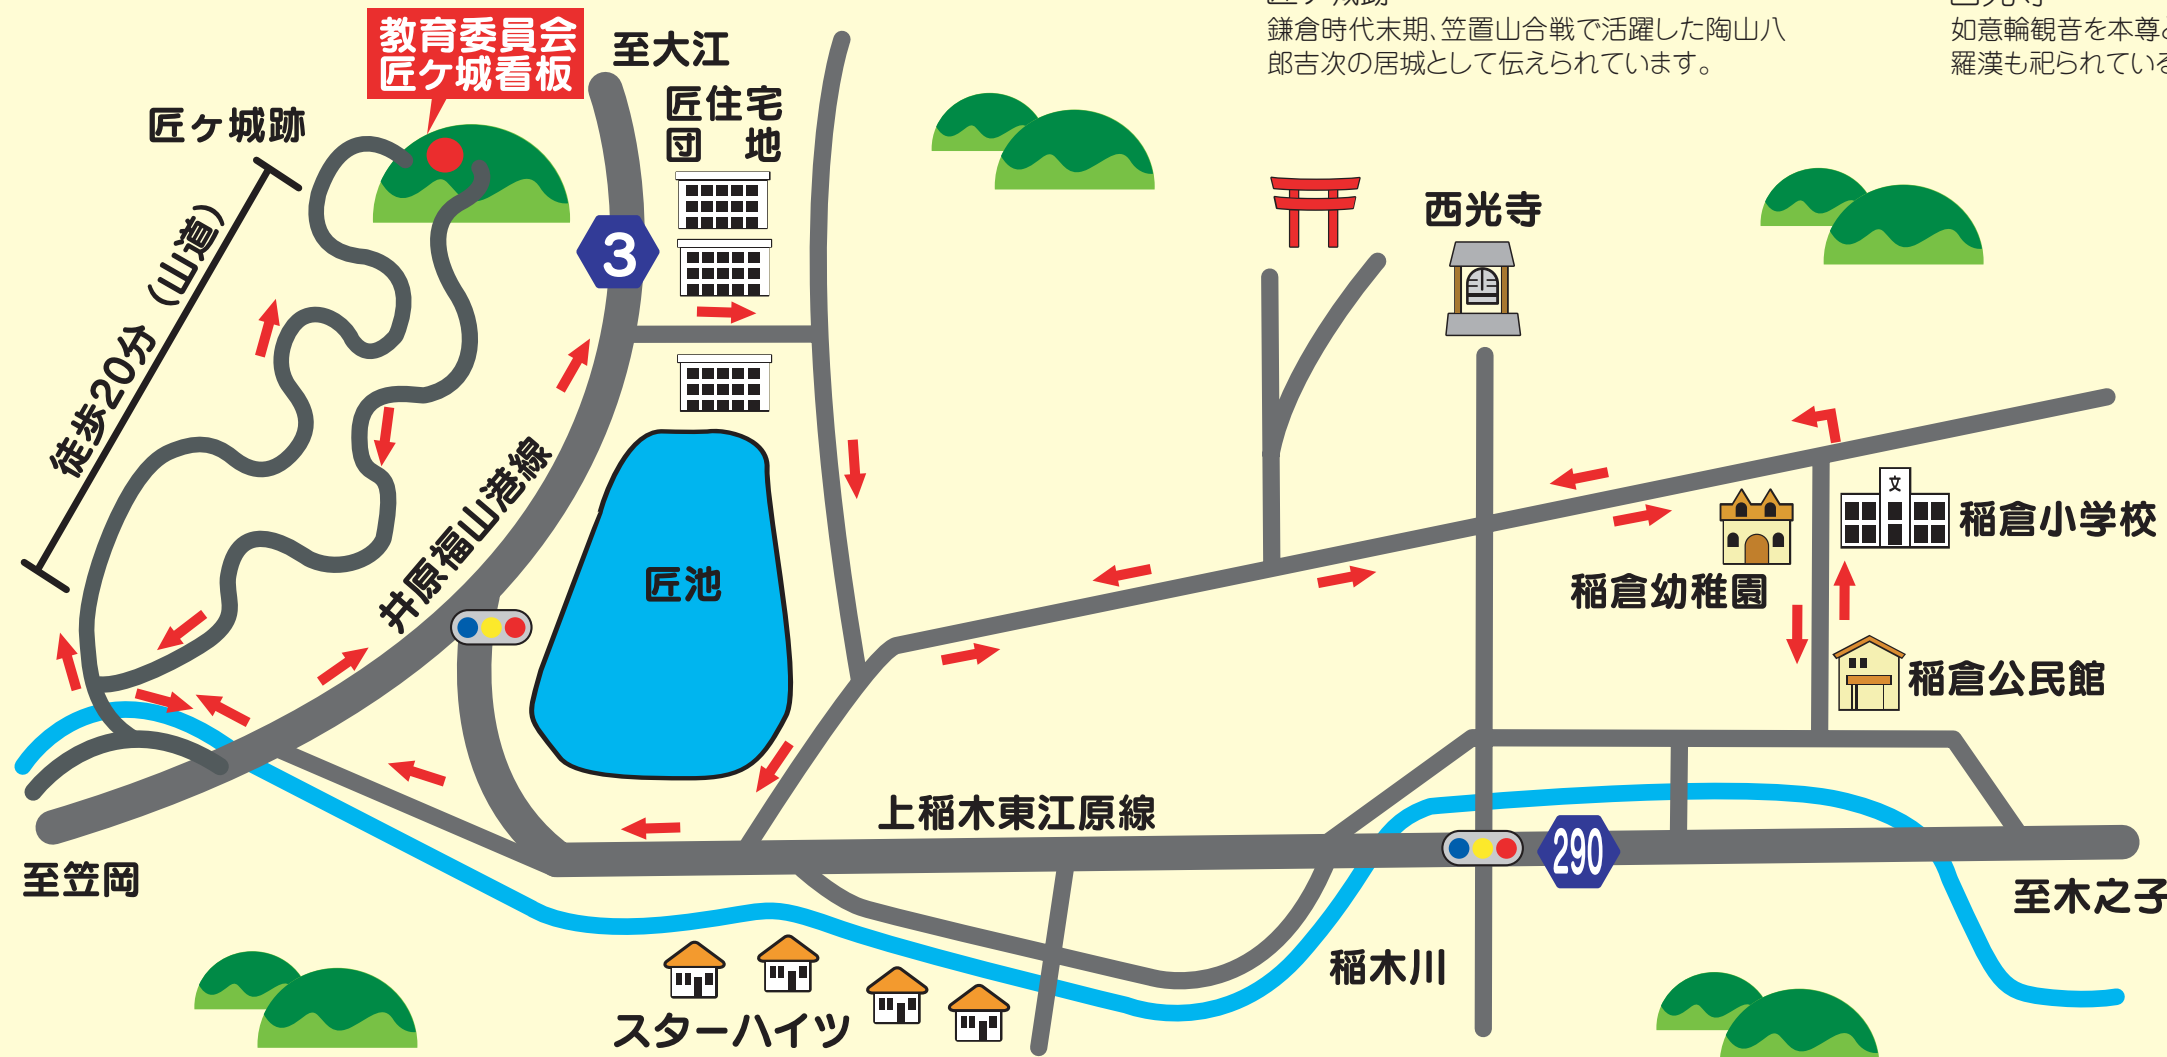 鎌倉時代末期、笠置山合戦で活躍した陶山八
郎吉次の居城として伝えられています。
如意輪観音を本尊
羅漢も祀られている
教育委員会
匠ケ城看板
至大江
匠住宅
団　地
匠ヶ城跡
徒歩20分（山道）
3
井原福山港線
匠池
西光寺
文
稲倉小学校
稲倉幼稚園
稲倉公民館
上稲木東江原線
290
至笠岡
至木之子
稲木川
スターハイツ